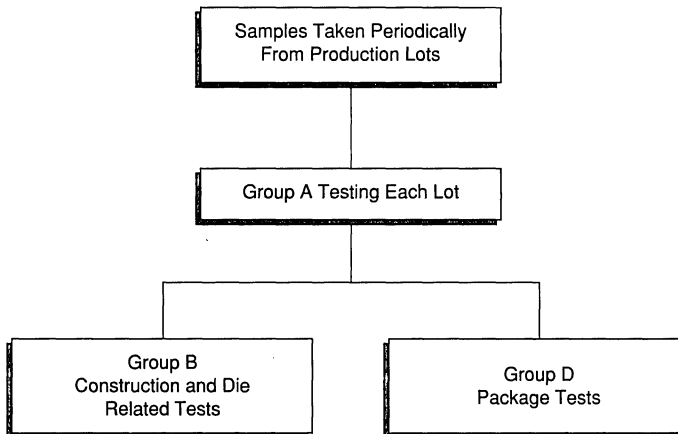 Samples Taken Periodically
From Production Lots
Group A Testing Each Lot
Group B
Construction and Die
Related Tests
Group D
Package Tests